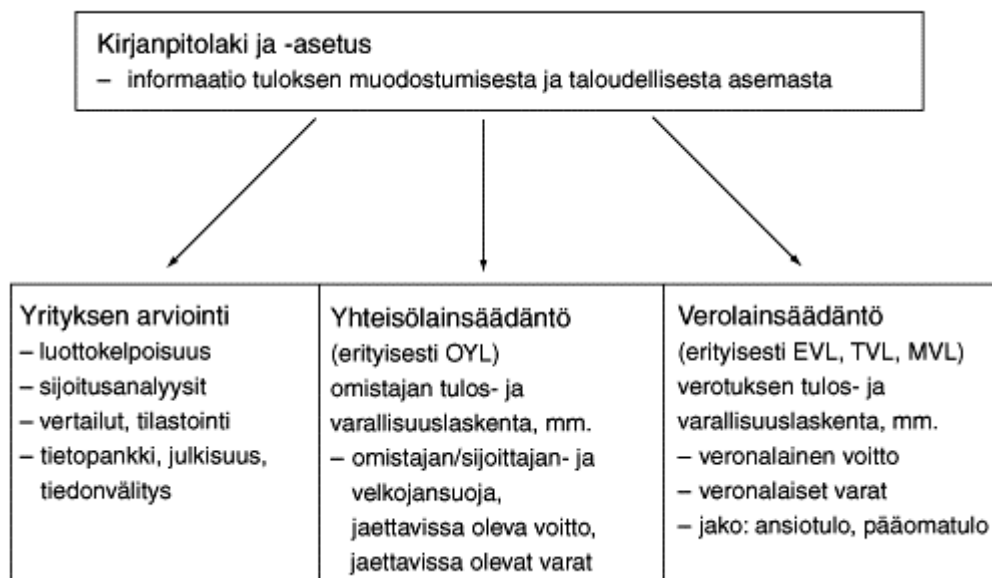 Kirjanpitolaki ja -asetus
– informaatio tuloksen muodostumisesta ja taloudellisesta asemasta
Yrityksen arviointi
– luottokelpoisuus
– sijoitusanalyysit
– vertailut, tilastointi
– tietopankki, julkisuus,
tiedonvälitys
Yhteisölainsäädäntö
(erityisesti OYL)
omistajan tulos- ja
varallisuuslaskenta, mm.
– omistajan/sijoittajan- ja
velkojansuoja,
jaettavissa oleva voitto,
jaettavissa olevat varat
Verolainsäädäntö
(erityisesti EVL, TVL, MVL)
verotuksen tulos- ja
varallisuuslaskenta, mm.
– veronalainen voitto
– veronalaiset varat
– jako: ansiotulo, pääomatulo